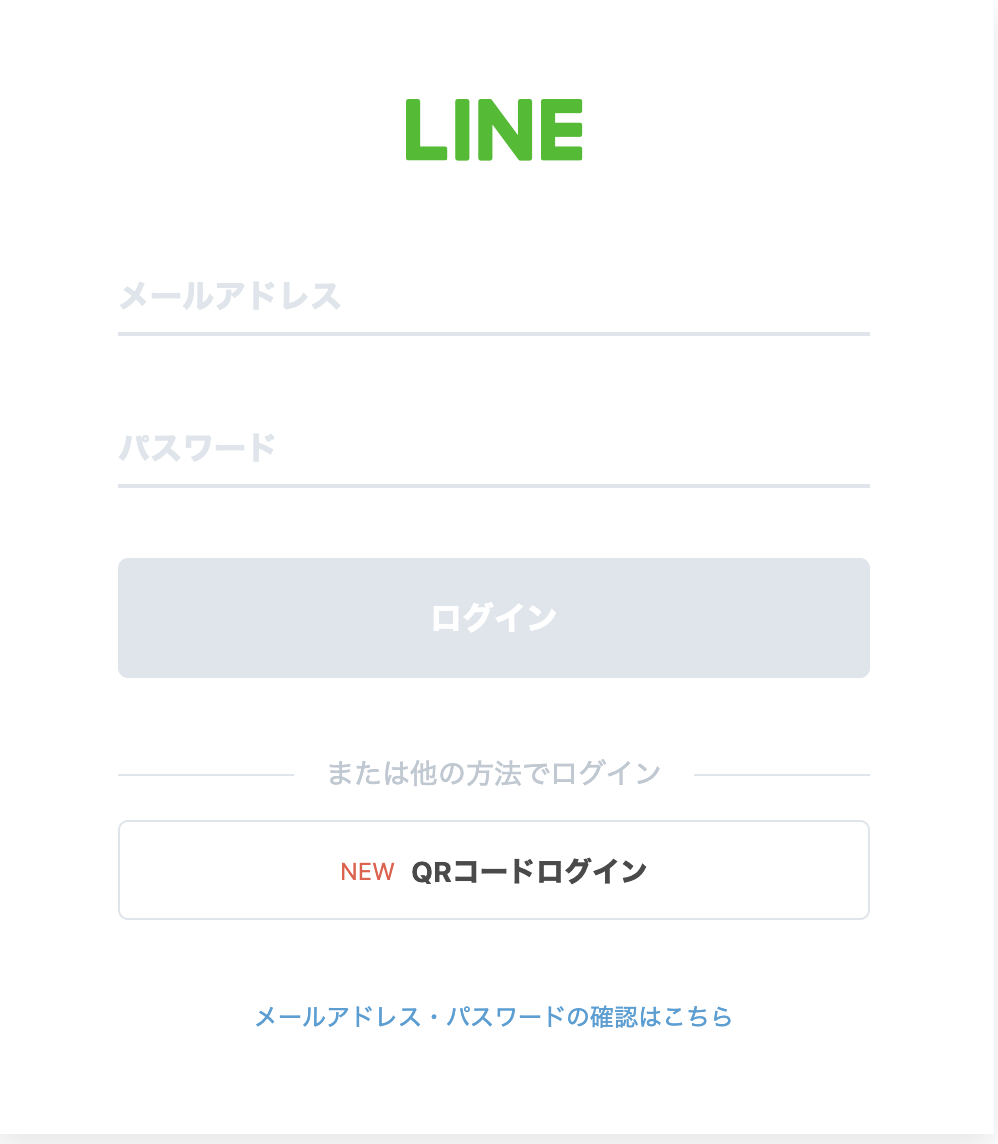 LINE
メールアドレス
パスワード
ログイン
または他の方法でログイン
NEW QRコードログイン
メールアドレス・パスワードの確認はこちら